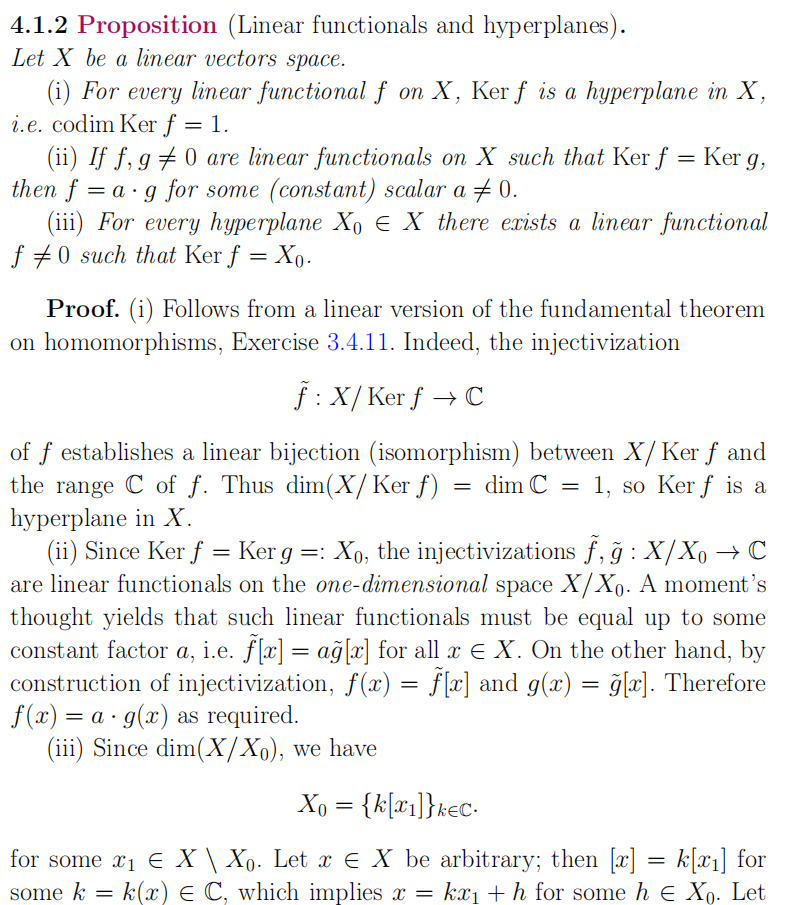 4.1.2 Proposition (Linear functionals and hyperplanes).
Let X be a linear vectors space.
(i) For every linear functional f on X, Ker f is a hyperplane in X,
i.e. codim Ker f = 1.
(ii) If f, g ≠ 0 are linear functionals on X such that Ker f = Ker g,
then f = a · g for some (constant) scalar a ≠ 0.
(iii) For every hyperplane X₀ ∈ X there exists a linear functional
f ≠ 0 such that Ker f = X₀.
Proof. (i) Follows from a linear version of the fundamental theorem
on homomorphisms, Exercise 3.4.11. Indeed, the injectivization
f̃ : X/ Ker f → ℂ
of f establishes a linear bijection (isomorphism) between X/ Ker f and
the range ℂ of f. Thus dim(X/ Ker f) = dim ℂ = 1, so Ker f is a
hyperplane in X.
(ii) Since Ker f = Ker g =: X₀, the injectivizations f̃, g̃ : X/X₀ → ℂ
are linear functionals on the one-dimensional space X/X₀. A moment's
thought yields that such linear functionals must be equal up to some
constant factor a, i.e. f̃[x] = ag̃[x] for all x ∈ X. On the other hand, by
construction of injectivization, f(x) = f̃[x] and g(x) = g̃[x]. Therefore
f(x) = a · g(x) as required.
(iii) Since dim(X/X₀), we have
X₀ = {k[x₁]}ₖ∈ℂ.
for some x₁ ∈ X \ X₀. Let x ∈ X be arbitrary; then [x] = k[x₁] for
some k = k(x) ∈ ℂ, which implies x = kx₁ + h for some h ∈ X₀. Let